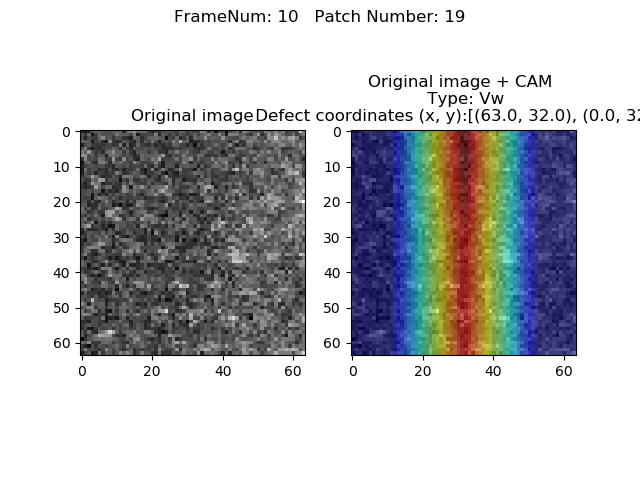 FrameNum: 10   Patch Number: 19
Original image
0
10
20
30
40
50
60
0 20 40 60
Original image + CAM
Type: Vw
Defect coordinates (x, y):[(63.0, 32.0), (0.0, 32
0
10
20
30
40
50
60
0 20 40 60